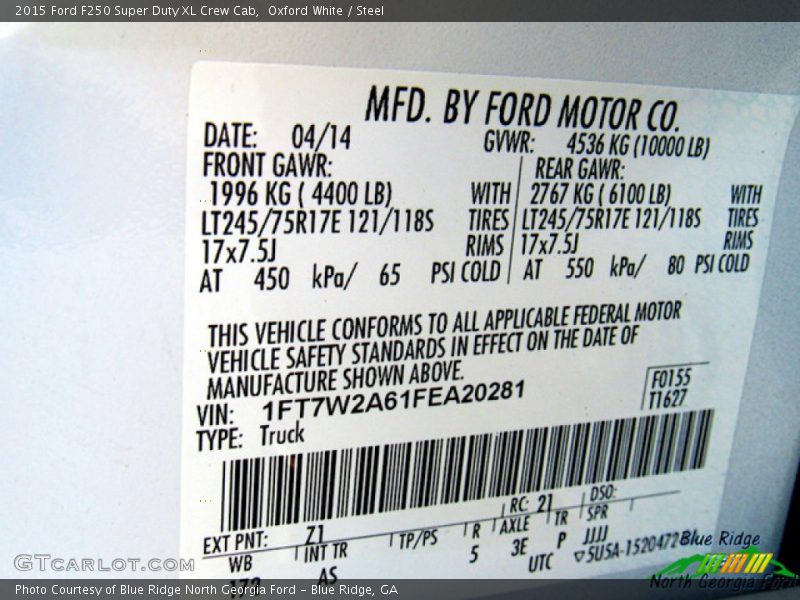 2015 Ford F250 Super Duty XL Crew Cab,  Oxford White / Steel
MFD. BY FORD MOTOR CO.
DATE: 04/14 GVWR: 4536 KG (10000 LB)
FRONT GAWR: REAR GAWR:
1996 KG ( 4400 LB) WITH 2767 KG ( 6100 LB) WITH
LT245/75R17E 121/118S TIRES LT245/75R17E 121/118S TIRES
17x7.5J RIMS 17x7.5J RIMS
AT 450 kPa/ 65 PSI COLD AT 550 kPa/ 80 PSI COLD
THIS VEHICLE CONFORMS TO ALL APPLICABLE FEDERAL MOTOR
VEHICLE SAFETY STANDARDS IN EFFECT ON THE DATE OF
MANUFACTURE SHOWN ABOVE.
VIN: 1FT7W2A61FEA20281 F0155
TYPE: Truck T1627
EXT PNT: Z1 RC: 21 DSO:
WB INT TR TP/PS R AXLE TR SPR
172 AS 5 3E P JJJJ
UTC 5U5A-1520472
Blue Ridge
North Georgia Ford
GTcarlot.com
Photo Courtesy of Blue Ridge North Georgia Ford – Blue Ridge, GA